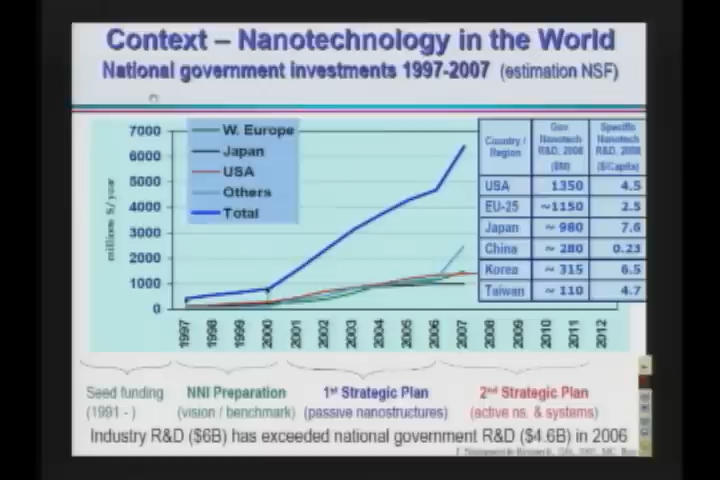 Context – Nanotechnology in the World
National government investments 1997-2007 (estimation NSF)
7000
6000
5000
4000
3000
2000
1000
0
millions $/year
W. Europe
Japan
USA
Others
Total
1997 1998 1999 2000 2001 2002 2003 2004 2005 2006 2007 2008 2009 2010 2011 2012
Country / Region
Gov. Nanotech R&D, 2006 ($M)
Specific Nanotech R&D, 2006 ($/Capita)
USA 1350 4.5
EU-25 ~1150 2.5
Japan ~ 980 7.6
China ~ 280 0.23
Korea ~ 315 6.5
Taiwan ~ 110 4.7
Seed funding
(1991 - )
NNI Preparation
(vision / benchmark)
1st Strategic Plan
(passive nanostructures)
2nd Strategic Plan
(active ns. & systems)
Industry R&D ($6B) has exceeded national government R&D ($4.6B) in 2006